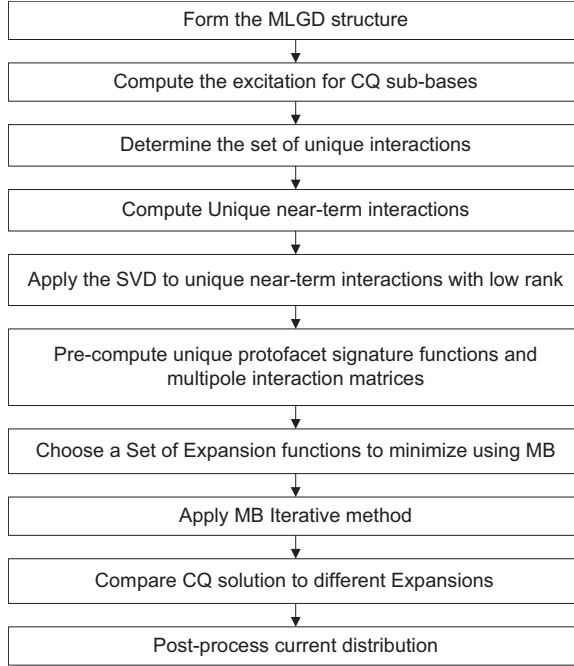 Form the MLGD structure
Compute the excitation for CQ sub-bases
Determine the set of unique interactions
Compute Unique near-term interactions
Apply the SVD to unique near-term interactions with low rank
Pre-compute unique protofacet signature functions and
multipole interaction matrices
Choose a Set of Expansion functions to minimize using MB
Apply MB Iterative method
Compare CQ solution to different Expansions
Post-process current distribution